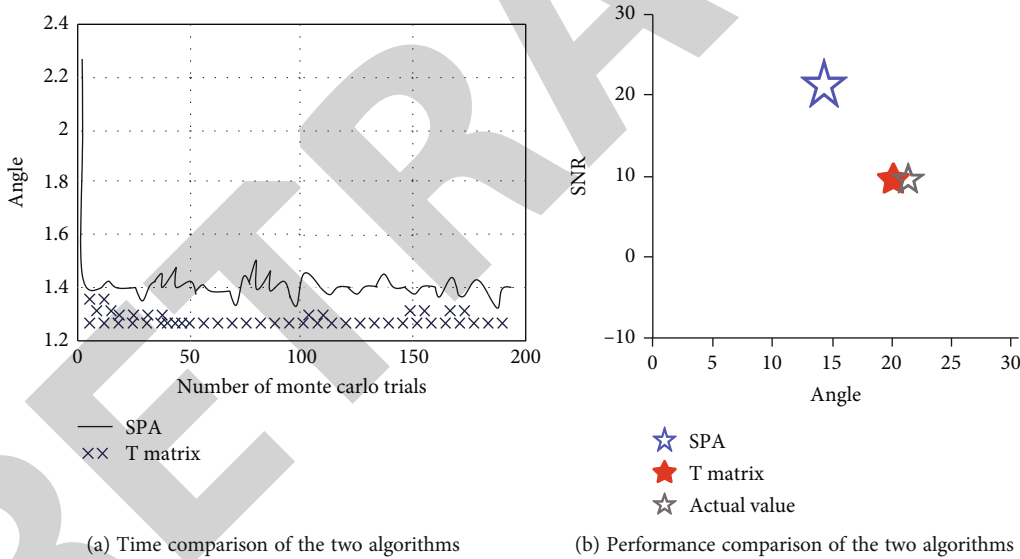 2.4
2.2
2
1.8
1.6
1.4
1.2
Angle
0
50
100
150
200
Number of monte carlo trials
SPA
T matrix
(a) Time comparison of the two algorithms
30
20
10
0
–10
SNR
0
5
10
15
20
25
30
Angle
SPA
T matrix
Actual value
(b) Performance comparison of the two algorithms